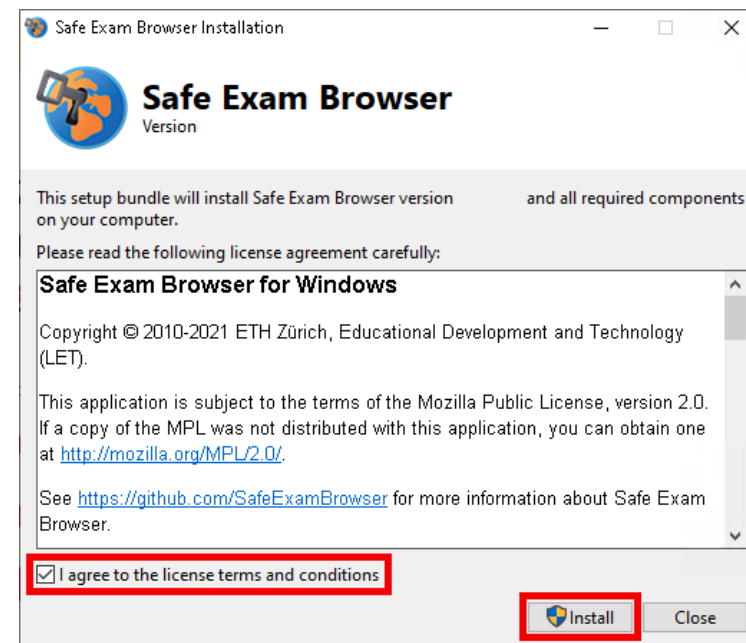 Safe Exam Browser Installation
Safe Exam Browser
Version
This setup bundle will install Safe Exam Browser version and all required components
on your computer.
Please read the following license agreement carefully:
Safe Exam Browser for Windows
Copyright © 2010-2021 ETH Zürich, Educational Development and Technology
(LET).
This application is subject to the terms of the Mozilla Public License, version 2.0.
If a copy of the MPL was not distributed with this application, you can obtain one
at http://mozilla.org/MPL/2.0/.
See https://github.com/SafeExamBrowser for more information about Safe Exam
Browser.
I agree to the license terms and conditions
Install Close